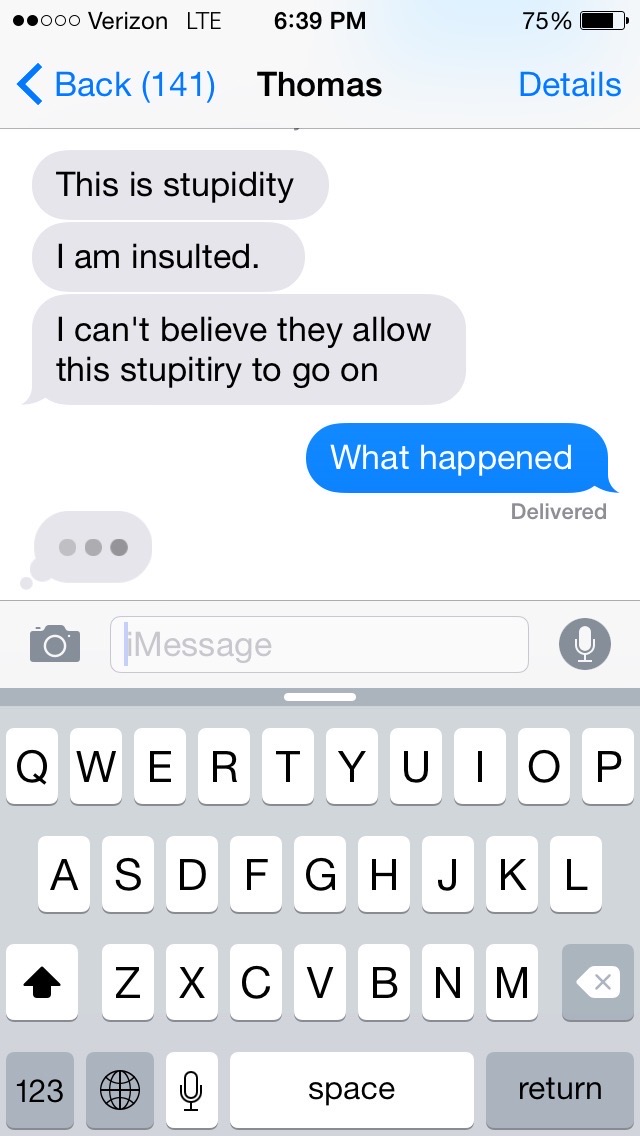 Verizon LTE 6:39 PM 75%
Back (141) Thomas Details
This is stupidity
I am insulted.
I can't believe they allow
this stupitiry to go on
What happened
Delivered
iMessage
Q W E R T Y U I O P
A S D F G H J K L
Z X C V B N M
123 space return